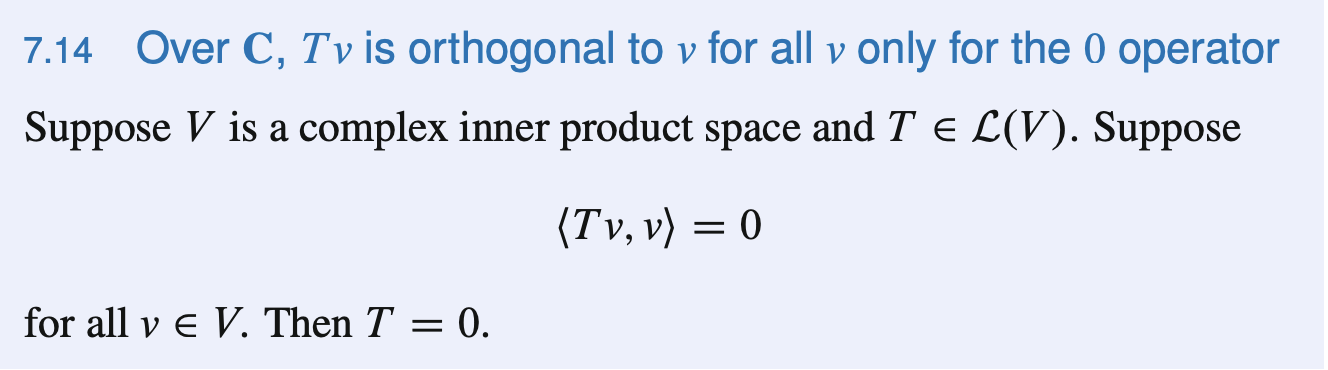 7.14 Over C, Tv is orthogonal to v for all v only for the 0 operator
Suppose V is a complex inner product space and T ∈ ℒ(V). Suppose
⟨Tv, v⟩ = 0
for all v ∈ V. Then T = 0.